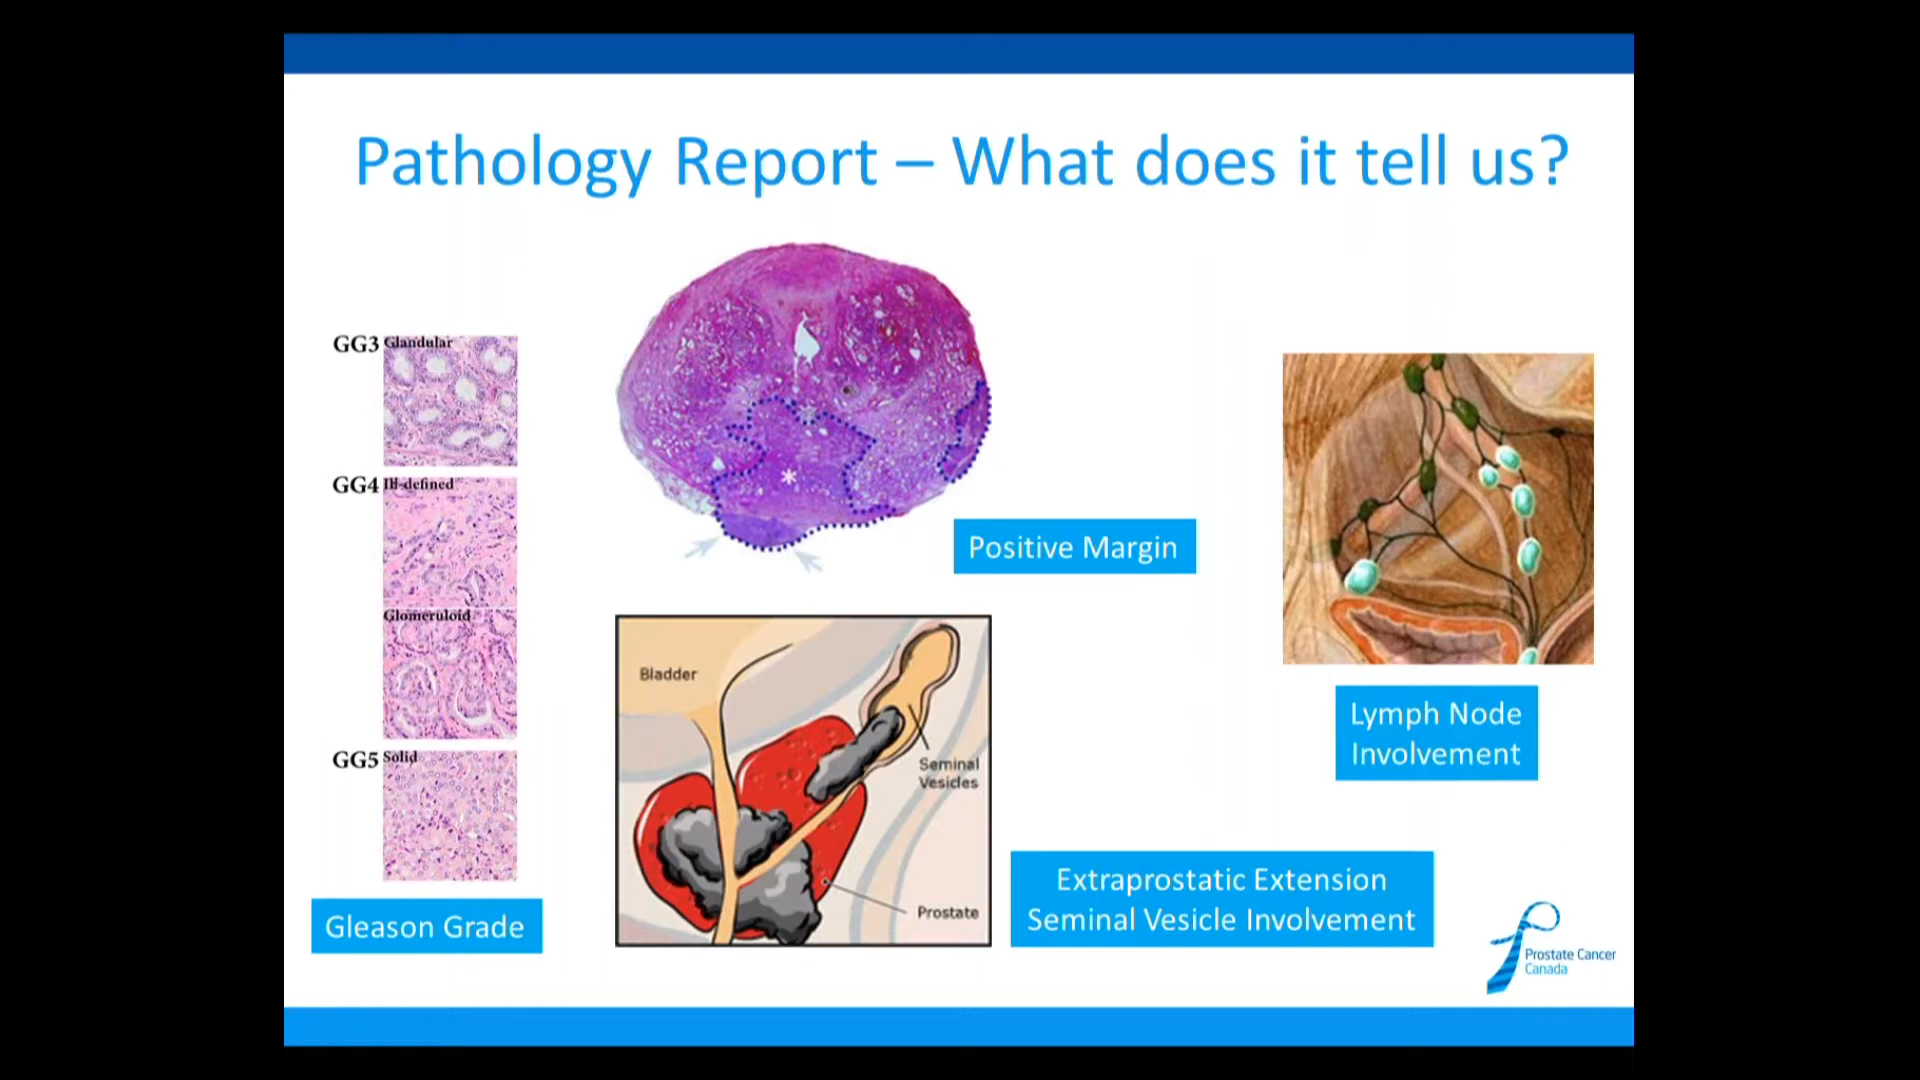 Pathology Report – What does it tell us?
GG3 Glandular
GG4 Ill-defined
Glomeruloid
GG5 Solid
Gleason Grade
*
Positive Margin
Bladder
Seminal
Vesicles
Prostate
Extraprostatic Extension
Seminal Vesicle Involvement
Lymph Node
Involvement
Prostate Cancer
Canada